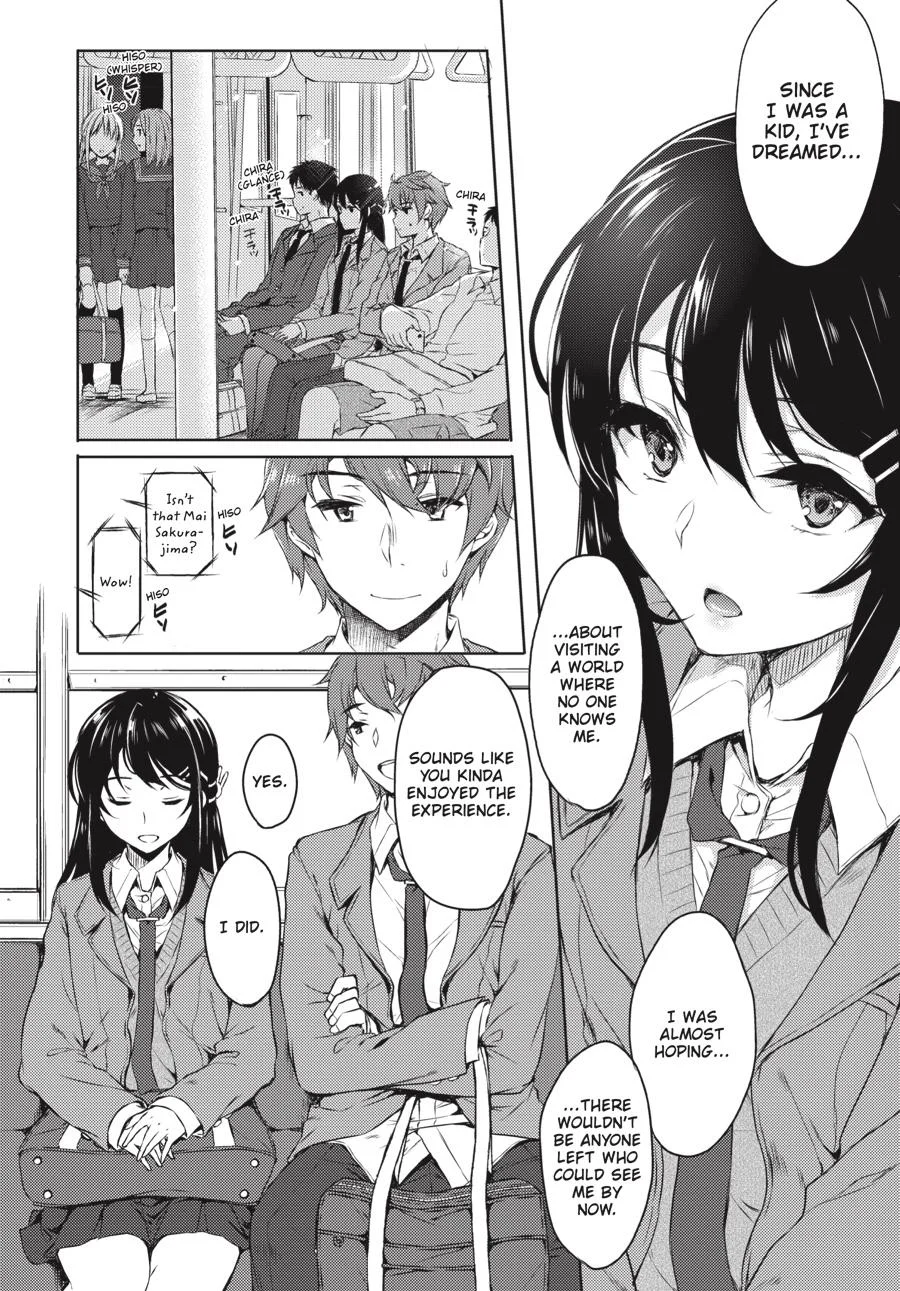 SINCE
I WAS A
KID, I'VE
DREAMED...
...ABOUT
VISITING
A WORLD
WHERE
NO ONE
KNOWS
ME.
I WAS
ALMOST
HOPING...
...THERE
WOULDN'T
BE ANYONE
LEFT WHO
COULD SEE
ME BY
NOW.
CHIRA
チラッ
CHIRA
(GLANCE)
チラッ
CHIRA
チラッ
HISO
(WHISPER)
ヒソ
HISO
ヒソ
Isn't
that Mai
Sakura-
jima?
HISO
ヒソ
Wow!
HISO
ヒソ
SOUNDS LIKE
YOU KINDA
ENJOYED THE
EXPERIENCE.
YES.
I DID.